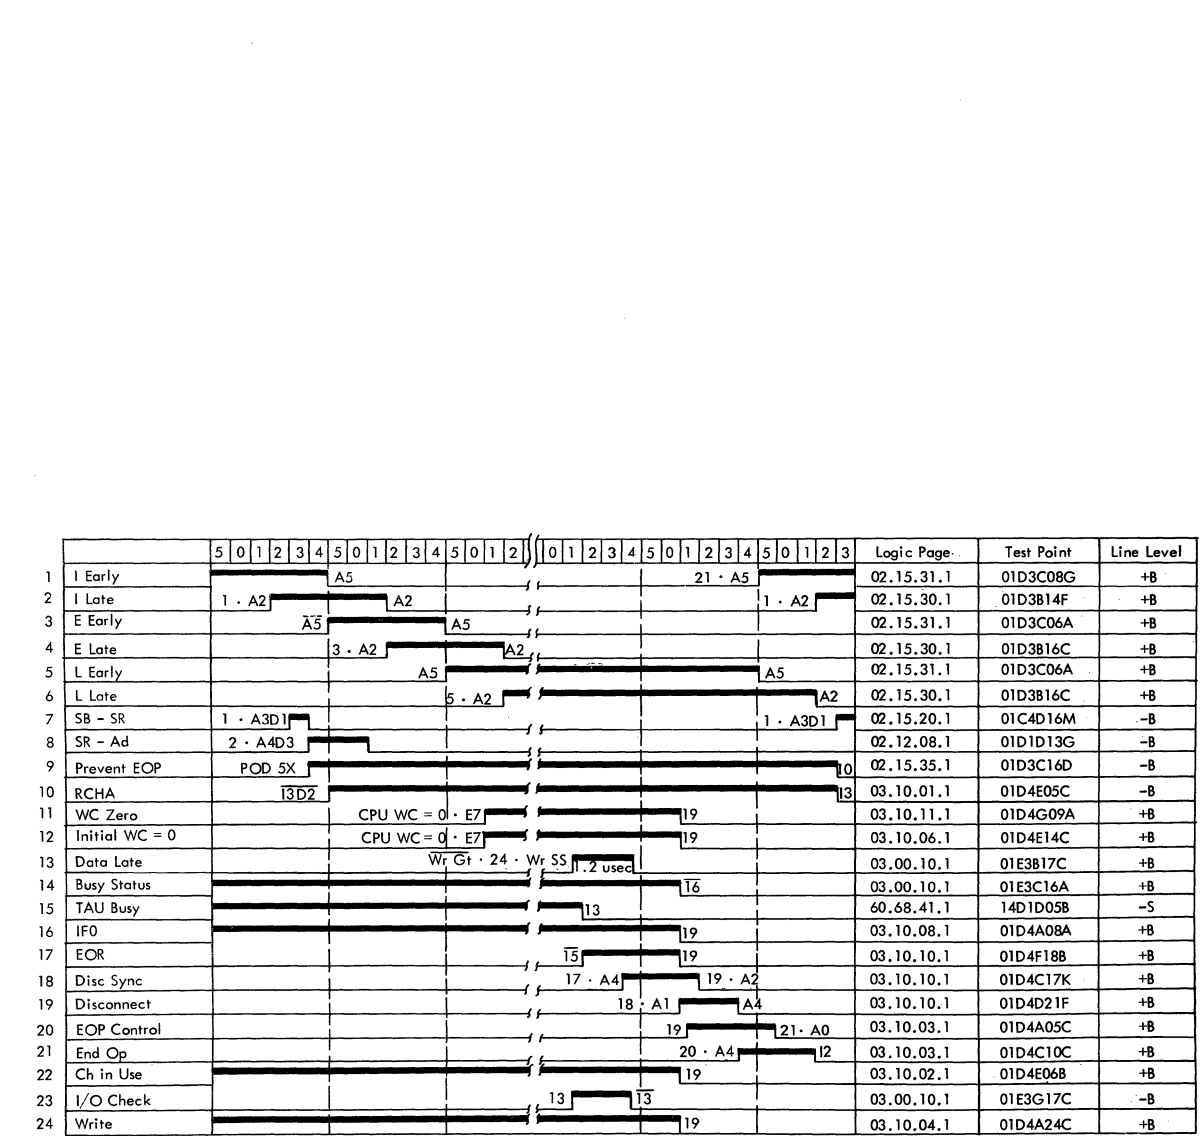 5 0 1 2 3 4 5 0 1 2 3 4 5 0 1 2 0 1 2 3 4 5 0 1 2 3 4 5 0 1 2 3 Logic Page Test Point Line Level
1 I Early A5 21 · A5 02.15.31.1 01D3C08G +B
2 I Late 1 · A2 A2 1 · A2 02.15.30.1 01D3B14F +B
3 E Early A̅5̅ A5 02.15.31.1 01D3C06A +B
4 E Late 3 · A2 A2 02.15.30.1 01D3B16C +B
5 L Early A5 A5 02.15.31.1 01D3C06A +B
6 L Late 5 · A2 A2 02.15.30.1 01D3B16C +B
7 SB - SR 1 · A3D1 1 · A3D1 02.15.20.1 01C4D16M -B
8 SR - Ad 2 · A4D3 02.12.08.1 01D1D13G -B
9 Prevent EOP POD 5X I0 02.15.35.1 01D3C16D -B
10 RCHA I̅3̅D̅2̅ I3 03.10.01.1 01D4E05C -B
11 WC Zero CPU WC = 0 · E7 19 03.10.11.1 01D4G09A +B
12 Initial WC = 0 CPU WC = 0 · E7 19 03.10.06.1 01D4E14C +B
13 Data Late W̅r̅ G̅t̅ · 24 · Wr SS 1.2 usec 03.00.10.1 01E3B17C +B
14 Busy Status 1̅6̅ 03.00.10.1 01E3C16A +B
15 TAU Busy 13 60.68.41.1 14D1D05B -S
16 IF0 19 03.10.08.1 01D4A08A +B
17 EOR 1̅5̅ 19 03.10.10.1 01D4F18B +B
18 Disc Sync 17 · A4 19 · A2 03.10.10.1 01D4C17K +B
19 Disconnect 18 · A1 A4 03.10.10.1 01D4D21F +B
20 EOP Control 19 21· A0 03.10.03.1 01D4A05C +B
21 End Op 20 · A4 I2 03.10.03.1 01D4C10C +B
22 Ch in Use 19 03.10.02.1 01D4E06B +B
23 I/O Check 13 1̅3̅ 03.00.10.1 01E3G17C -B
24 Write 19 03.10.04.1 01D4A24C +B